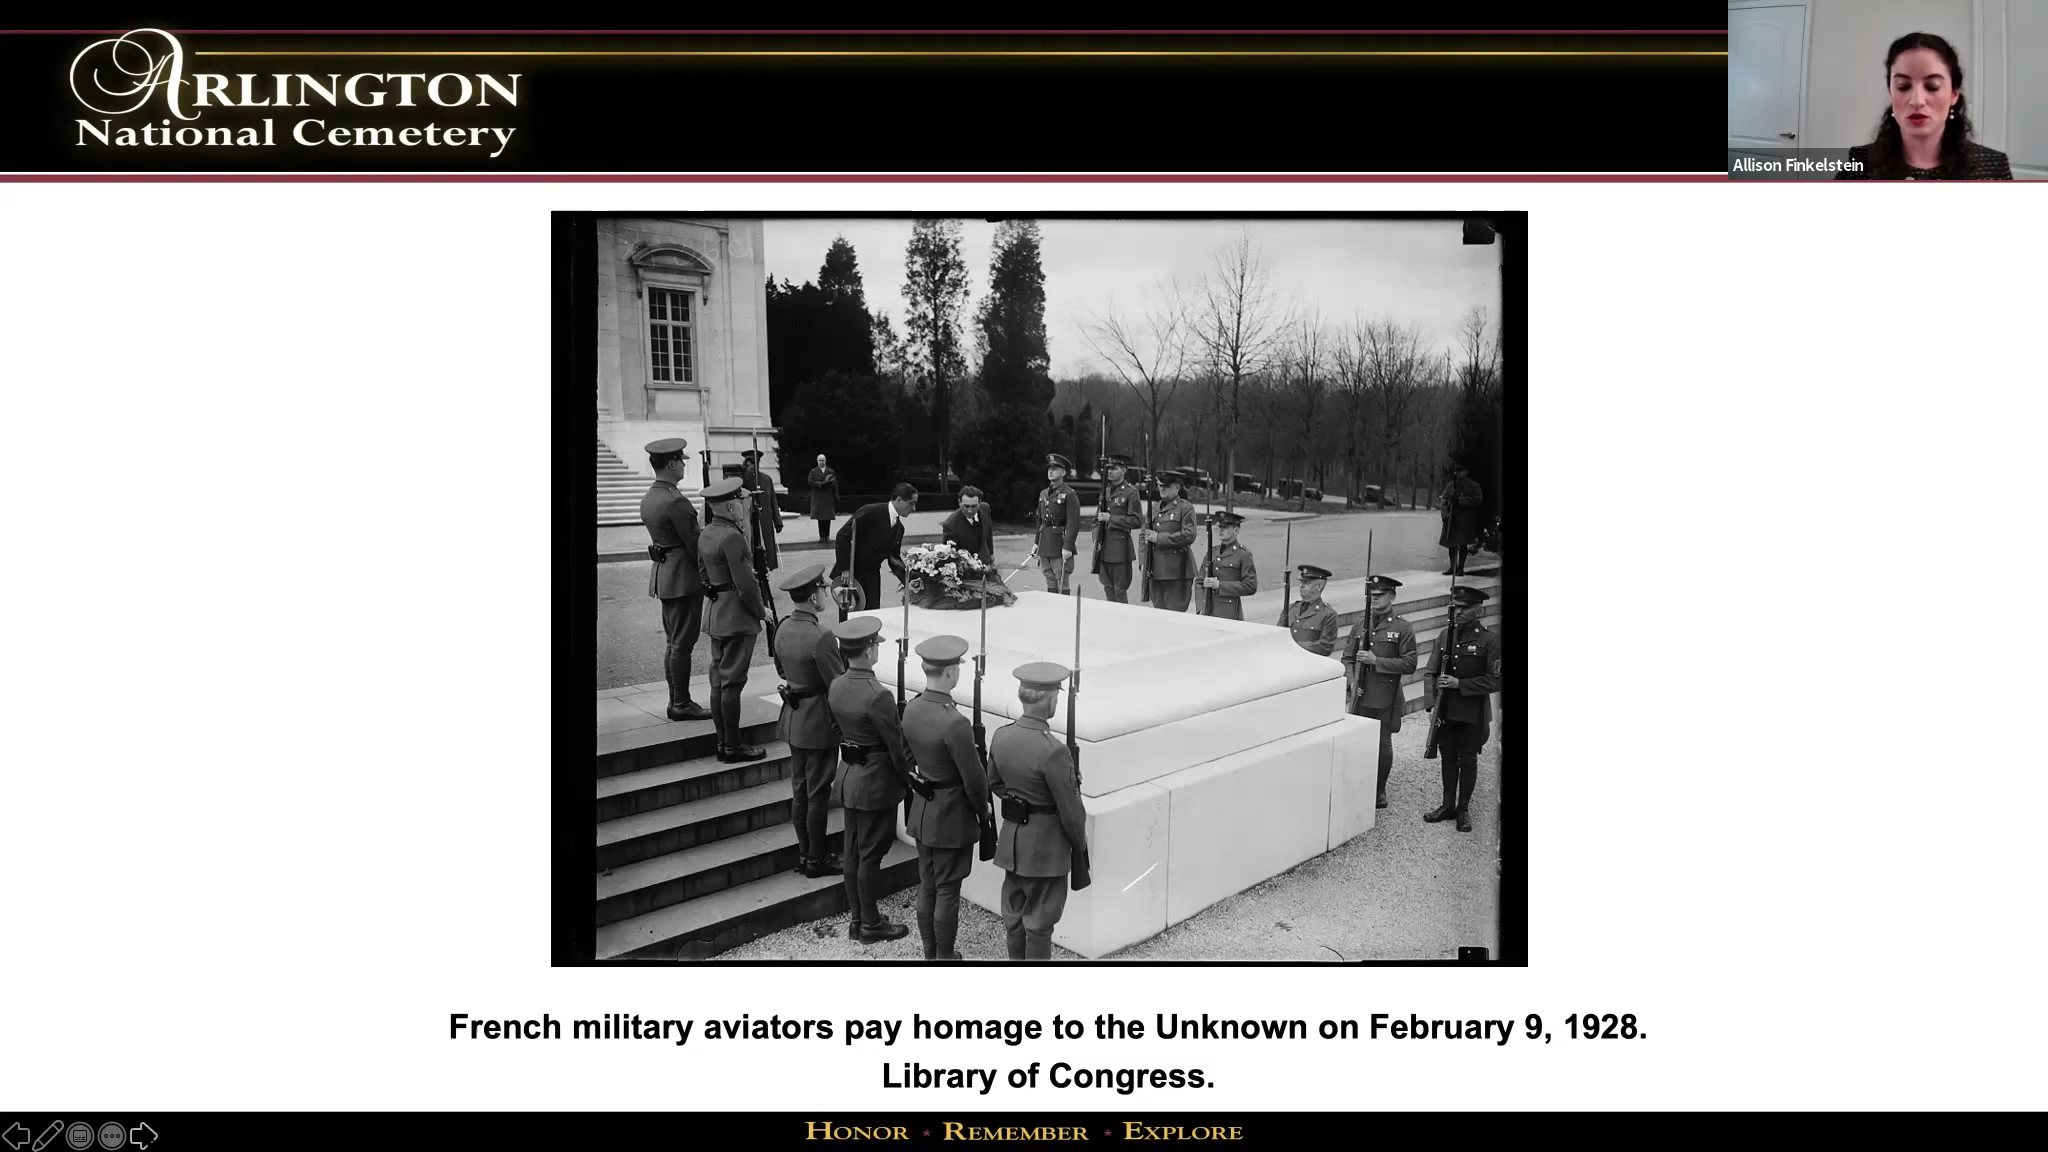 ARLINGTON
National Cemetery
Allison Finkelstein
French military aviators pay homage to the Unknown on February 9, 1928.
Library of Congress.
HONOR ★ REMEMBER ★ EXPLORE